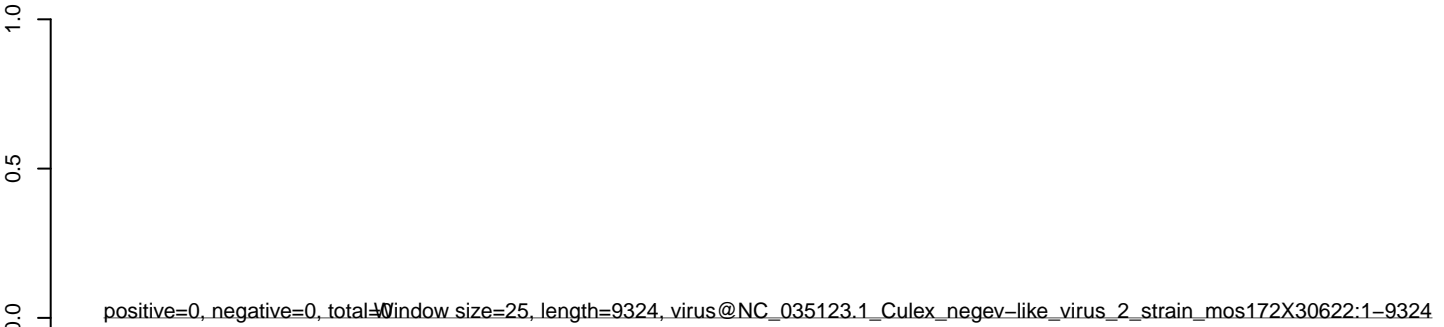 1.0
0.5
0.0
positive=0, negative=0, total=0
Window size=25, length=9324, virus@NC_035123.1_Culex_negev−like_virus_2_strain_mos172X30622:1−9324